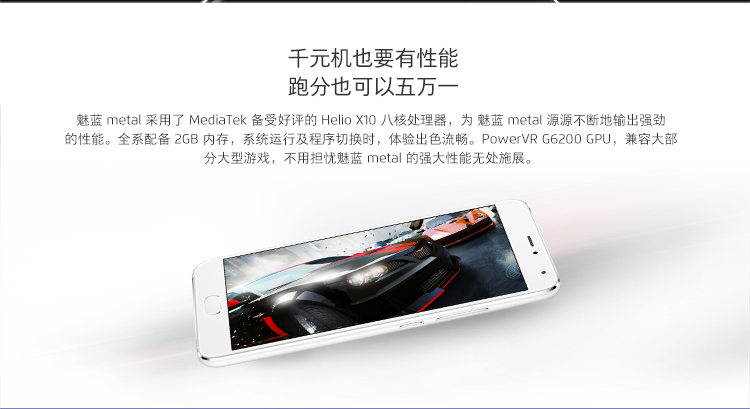 千元机也要有性能
跑分也可以五万一
魅蓝 metal 采用了 MediaTek 备受好评的 Helio X10 八核处理器，为 魅蓝 metal 源源不断地输出强劲
的性能。全系配备 2GB 内存，系统运行及程序切换时，体验出色流畅。PowerVR G6200 GPU，兼容大部
分大型游戏，不用担忧魅蓝 metal 的强大性能无处施展。